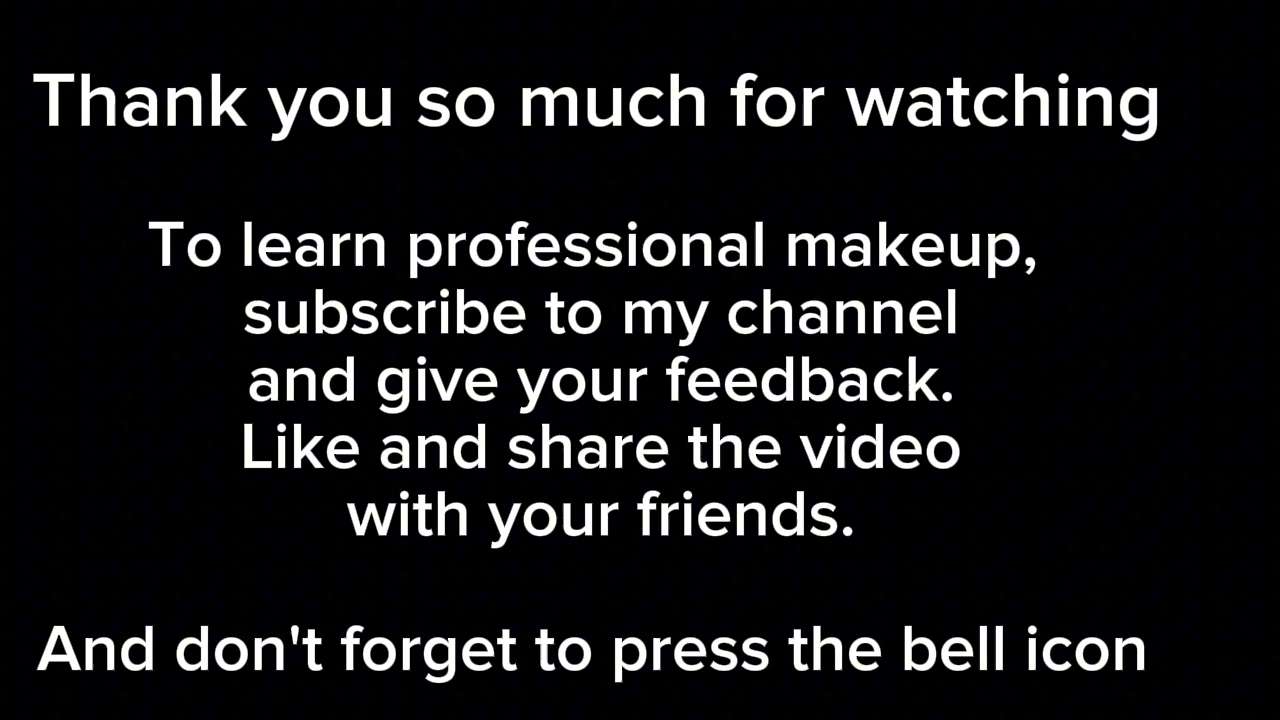 Thank you so much for watching
To learn professional makeup,
subscribe to my channel
and give your feedback.
Like and share the video
with your friends.
And don't forget to press the bell icon